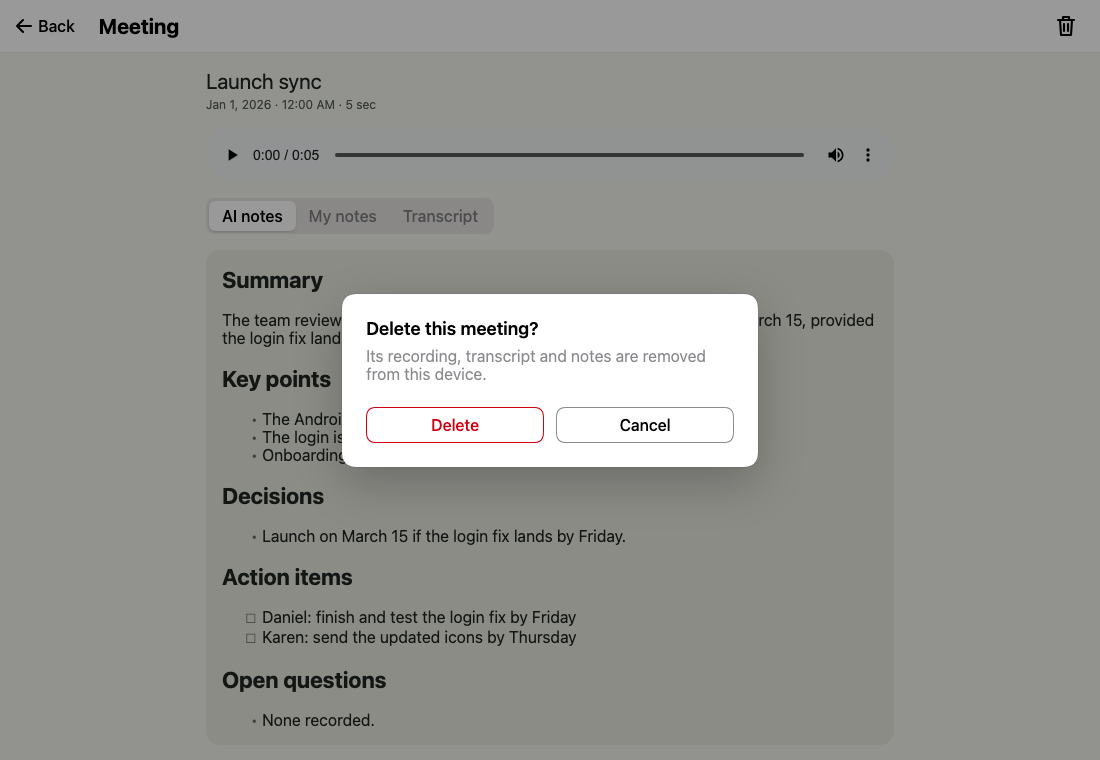 Back Meeting
Launch sync
Jan 1, 2026 · 12:00 AM · 5 sec
0:00 / 0:05
AI notes My notes Transcript
Summary
The team review rch 15, provided
the login fix land
Key points
• The Androi
• The login is
• Onboarding
Delete this meeting?
Its recording, transcript and notes are removed
from this device.
Delete Cancel
Decisions
• Launch on March 15 if the login fix lands by Friday.
Action items
☐ Daniel: finish and test the login fix by Friday
☐ Karen: send the updated icons by Thursday
Open questions
• None recorded.